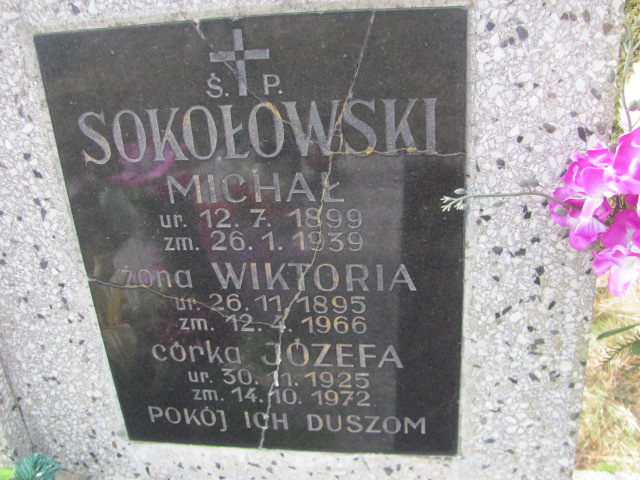 Ś. P.
SOKOŁOWSKI
MICHAŁ
ur. 12. 7. 1899
zm. 26. 1. 1939
żona WIKTORIA
ur. 26. 11. 1895
zm. 12. 4. 1966
córka JÓZEFA
ur. 30. 11. 1925
zm. 14. 10. 1972
POKÓJ ICH DUSZOM